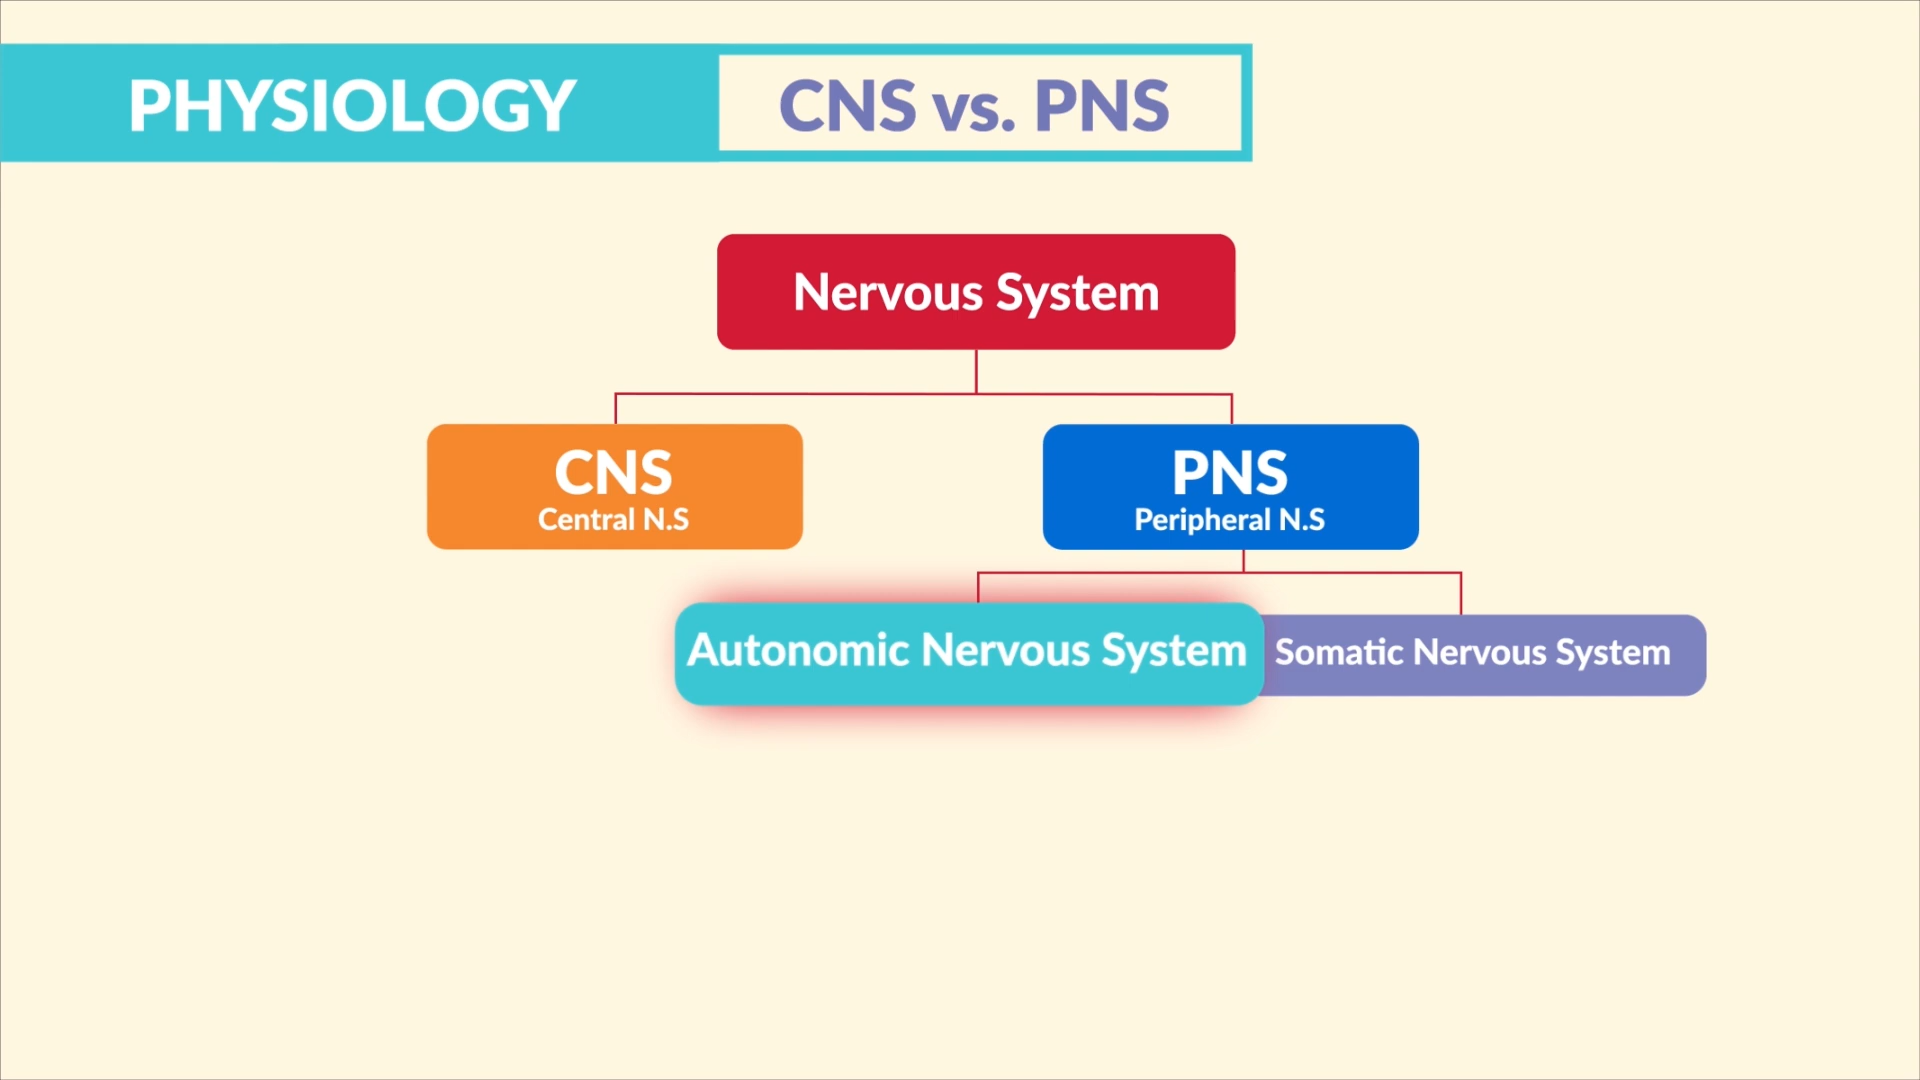 PHYSIOLOGY
CNS vs. PNS
Nervous System
CNS
Central N.S
PNS
Peripheral N.S
Autonomic Nervous System
Somatic Nervous System